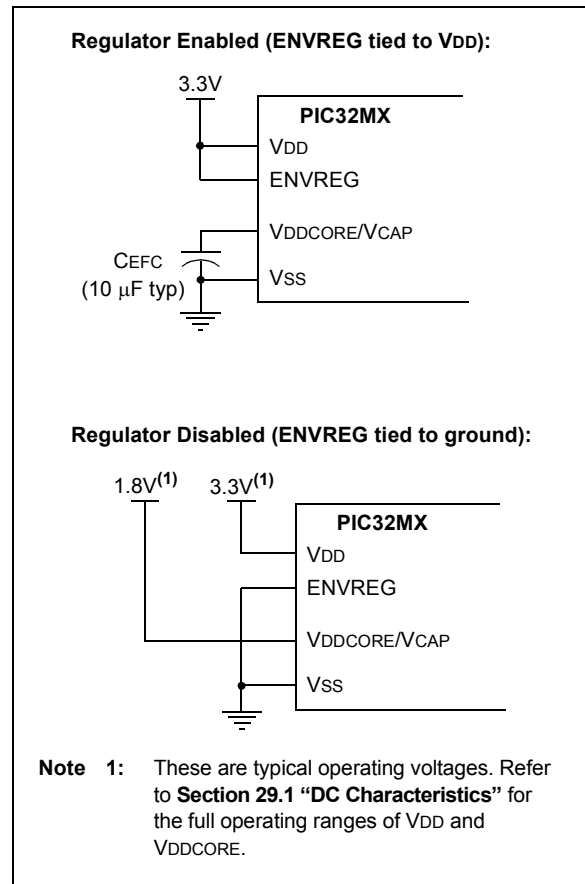 Regulator Enabled (ENVREG tied to VDD):
3.3V
PIC32MX
VDD
ENVREG
VDDCORE/VCAP
CEFC
(10 μF typ)
VSS
Regulator Disabled (ENVREG tied to ground):
1.8V(1) 3.3V(1)
PIC32MX
VDD
ENVREG
VDDCORE/VCAP
VSS
Note 1: These are typical operating voltages. Refer
to Section 29.1 “DC Characteristics” for
the full operating ranges of VDD and
VDDCORE.